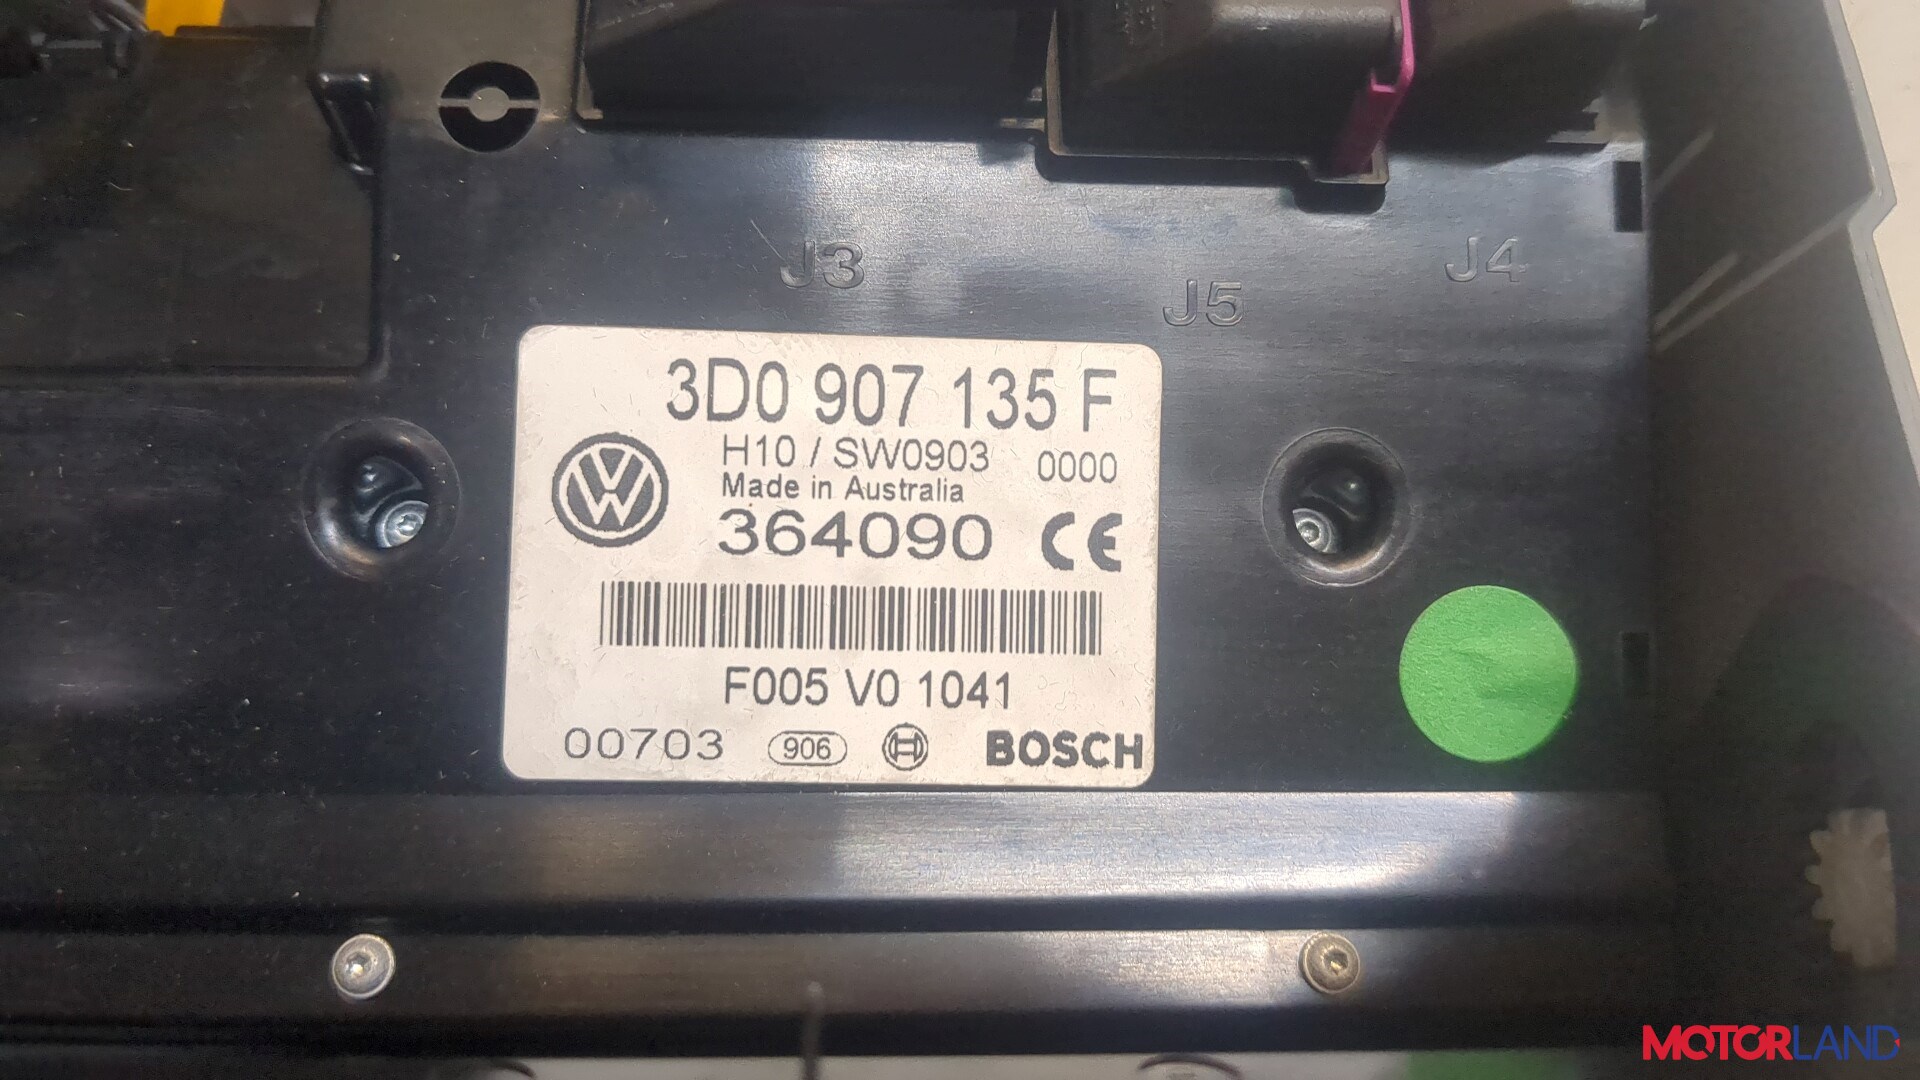 J3
J5
J4
3D0 907 135 F
H10 / SW0903 0000
Made in Australia
364090 CE
F005 V0 1041
00703 906 BOSCH
MOTORLAND